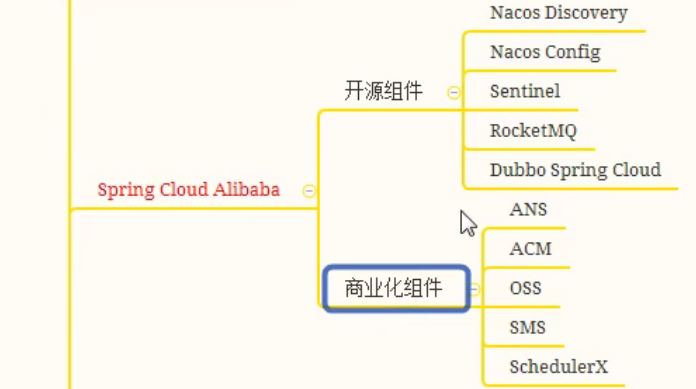 Spring Cloud Alibaba
开源组件
Nacos Discovery
Nacos Config
Sentinel
RocketMQ
Dubbo Spring Cloud
商业化组件
ANS
ACM
OSS
SMS
SchedulerX